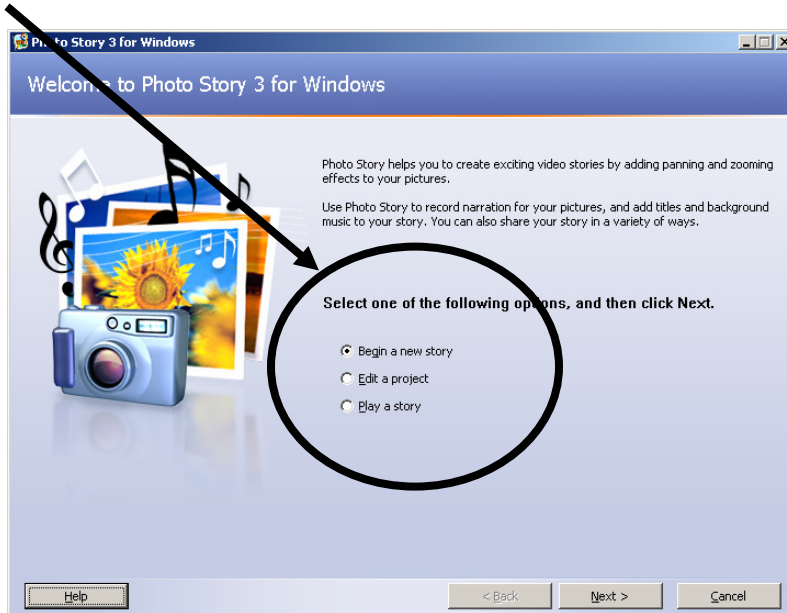 Photo Story 3 for Windows
Welcome to Photo Story 3 for Windows
Photo Story helps you to create exciting video stories by adding panning and zooming
effects to your pictures.
Use Photo Story to record narration for your pictures, and add titles and background
music to your story. You can also share your story in a variety of ways.
Select one of the following options, and then click Next.
Begin a new story
Edit a project
Play a story
Help
< Back
Next >
Cancel